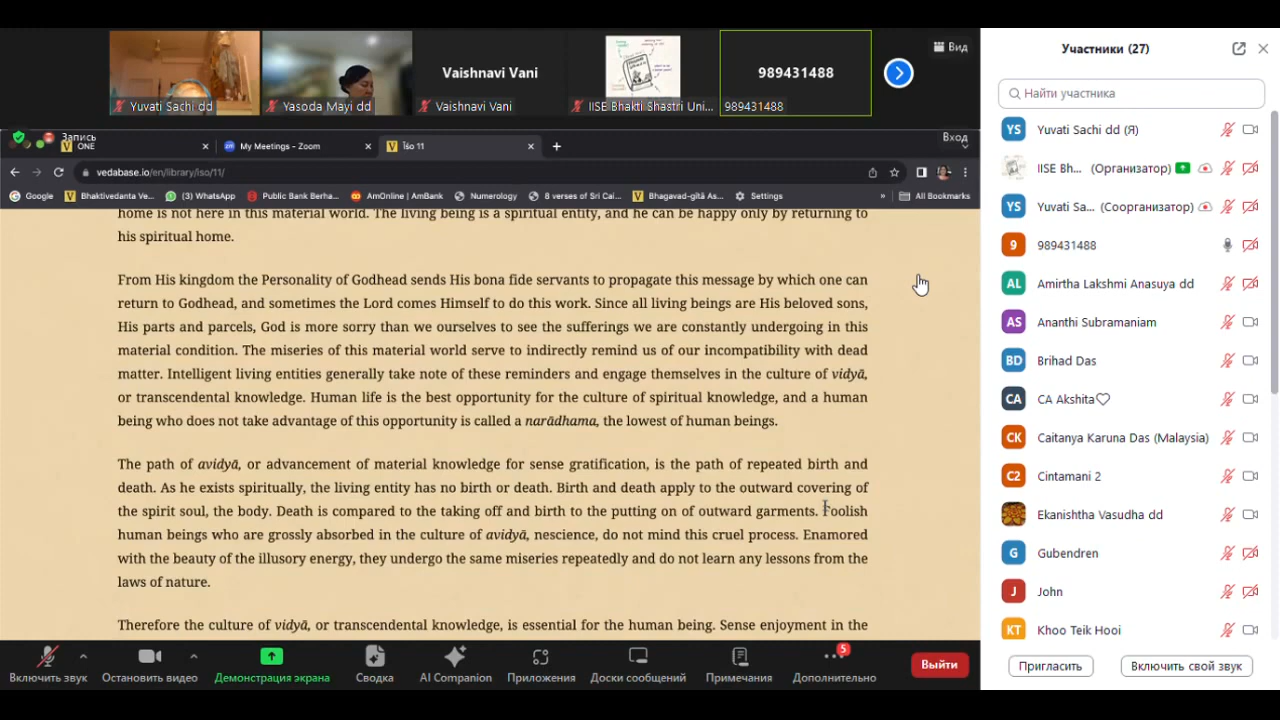 Yuvati Sachi dd
Yasoda Mayi dd
Vaishnavi Vani
Vaishnavi Vani
IISE Bhakti Shastri Uni...
989431488
989431488
Вид
Запись
ONE
My Meetings - Zoom
Īśo 11
Вход
vedabase.io/en/library/iso/11/
Google
Bhaktivedanta Ve...
(3) WhatsApp
Public Bank Berha...
AmOnline | AmBank
Numerology
8 verses of Sri Cai...
Bhagavad-gītā As...
Settings
»
All Bookmarks
home is not here in this material world. The living being is a spiritual entity, and he can be happy only by returning to
his spiritual home.
From His kingdom the Personality of Godhead sends His bona fide servants to propagate this message by which one can
return to Godhead, and sometimes the Lord comes Himself to do this work. Since all living beings are His beloved sons,
His parts and parcels, God is more sorry than we ourselves to see the sufferings we are constantly undergoing in this
material condition. The miseries of this material world serve to indirectly remind us of our incompatibility with dead
matter. Intelligent living entities generally take note of these reminders and engage themselves in the culture of vidyā,
or transcendental knowledge. Human life is the best opportunity for the culture of spiritual knowledge, and a human
being who does not take advantage of this opportunity is called a narādhama, the lowest of human beings.
The path of avidyā, or advancement of material knowledge for sense gratification, is the path of repeated birth and
death. As he exists spiritually, the living entity has no birth or death. Birth and death apply to the outward covering of
the spirit soul, the body. Death is compared to the taking off and birth to the putting on of outward garments. Foolish
human beings who are grossly absorbed in the culture of avidyā, nescience, do not mind this cruel process. Enamored
with the beauty of the illusory energy, they undergo the same miseries repeatedly and do not learn any lessons from the
laws of nature.
Therefore the culture of vidyā, or transcendental knowledge, is essential for the human being. Sense enjoyment in the
Включить звук
Остановить видео
Демонстрация экрана
Сводка
AI Companion
Приложения
Доски сообщений
Примечания
5
Дополнительно
Выйти
Участники (27)
Найти участника
YS Yuvati Sachi dd (Я)
IISE Bh... (Организатор)
YS Yuvati Sa... (Соорганизатор)
9 989431488
AL Amirtha Lakshmi Anasuya dd
AS Ananthi Subramaniam
BD Brihad Das
CA CA Akshita♡
CK Caitanya Karuna Das (Malaysia)
C2 Cintamani 2
Ekanishtha Vasudha dd
G Gubendren
J John
KT Khoo Teik Hooi
Пригласить
Включить свой звук